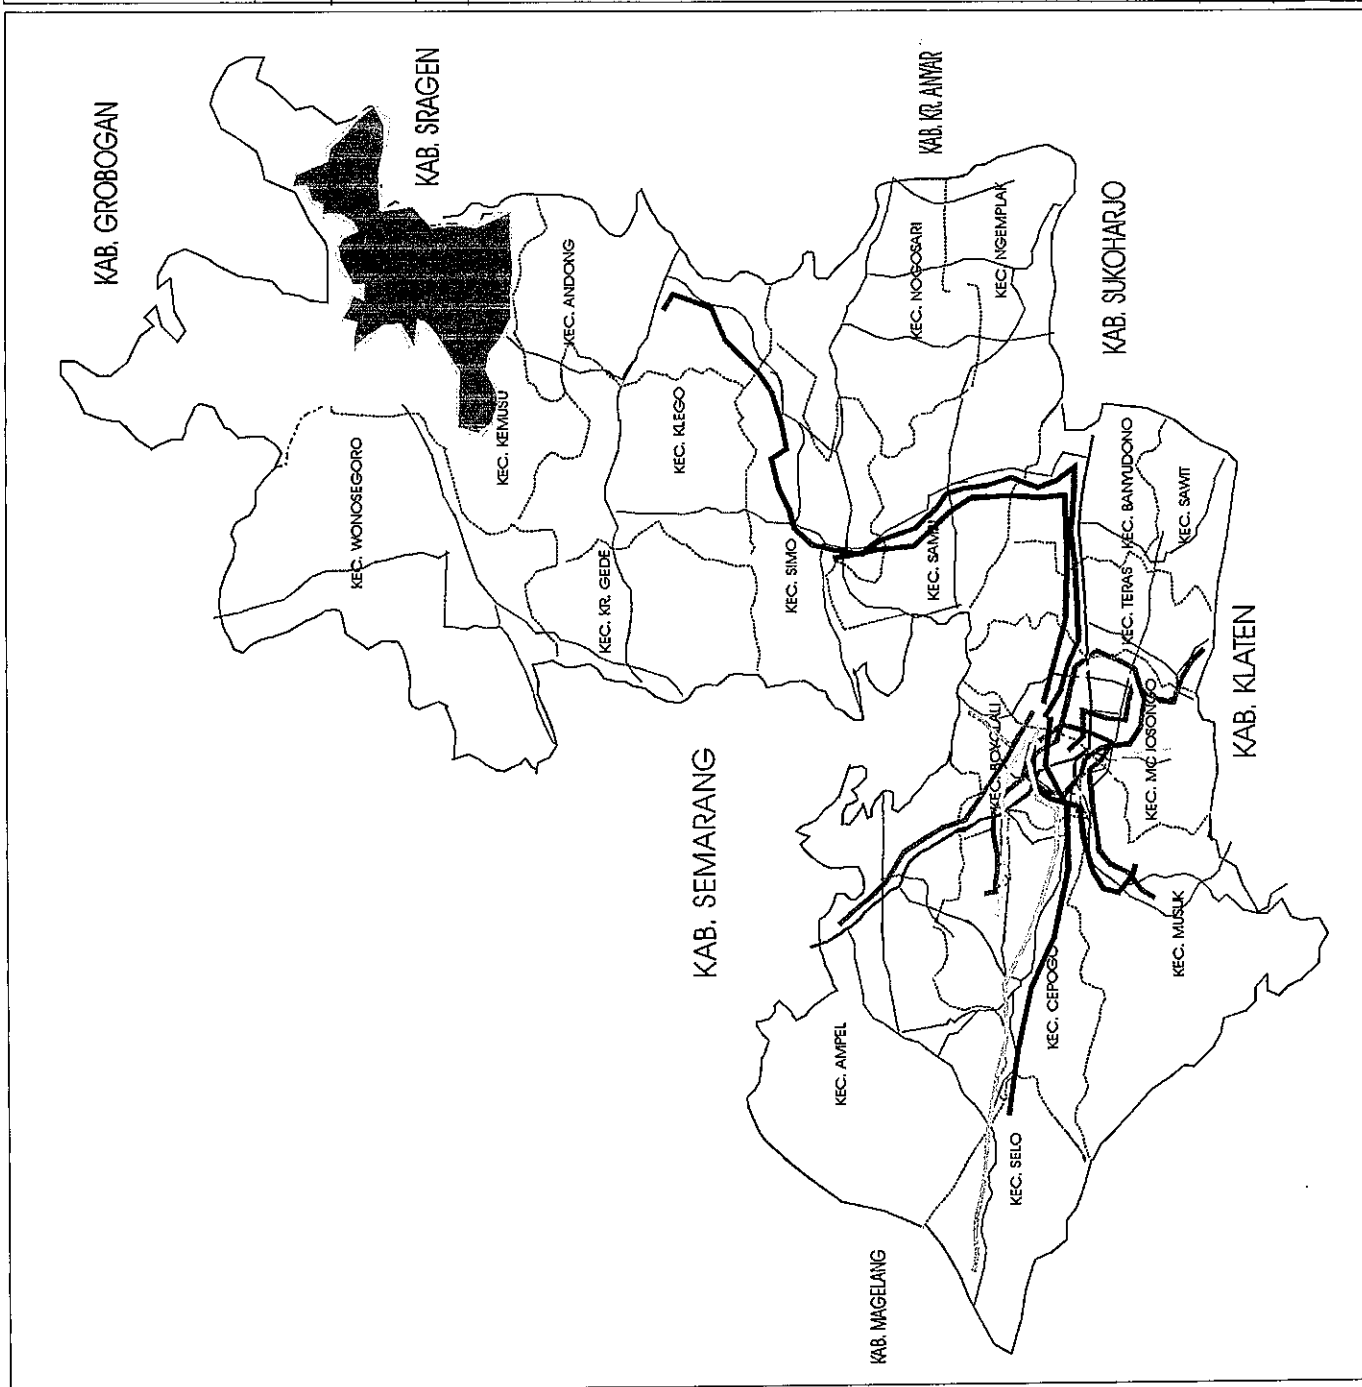 KAB. GROBOGAN
KAB. SRAGEN
KAB. KR. ANYAR
KAB. SUKOHARJO
KAB. SEMARANG
KAB. KLATEN
KAB. MAGELANG
KEC. WONOSEGORO
KEC. KEMUSU
KEC. ANDONG
KEC. KR. GEDE
KEC. KLEGO
KEC. SIMO
KEC. NOGOSARI
KEC. NGEMPLAK
KEC. SAMBI
KEC. TERAS
KEC. BANYUDONO
KEC. SAWIT
KEC. BOYOLALI
KEC. MOJOSONGO
KEC. MUSUK
KEC. CEPOGO
KEC. AMPEL
KEC. SELO